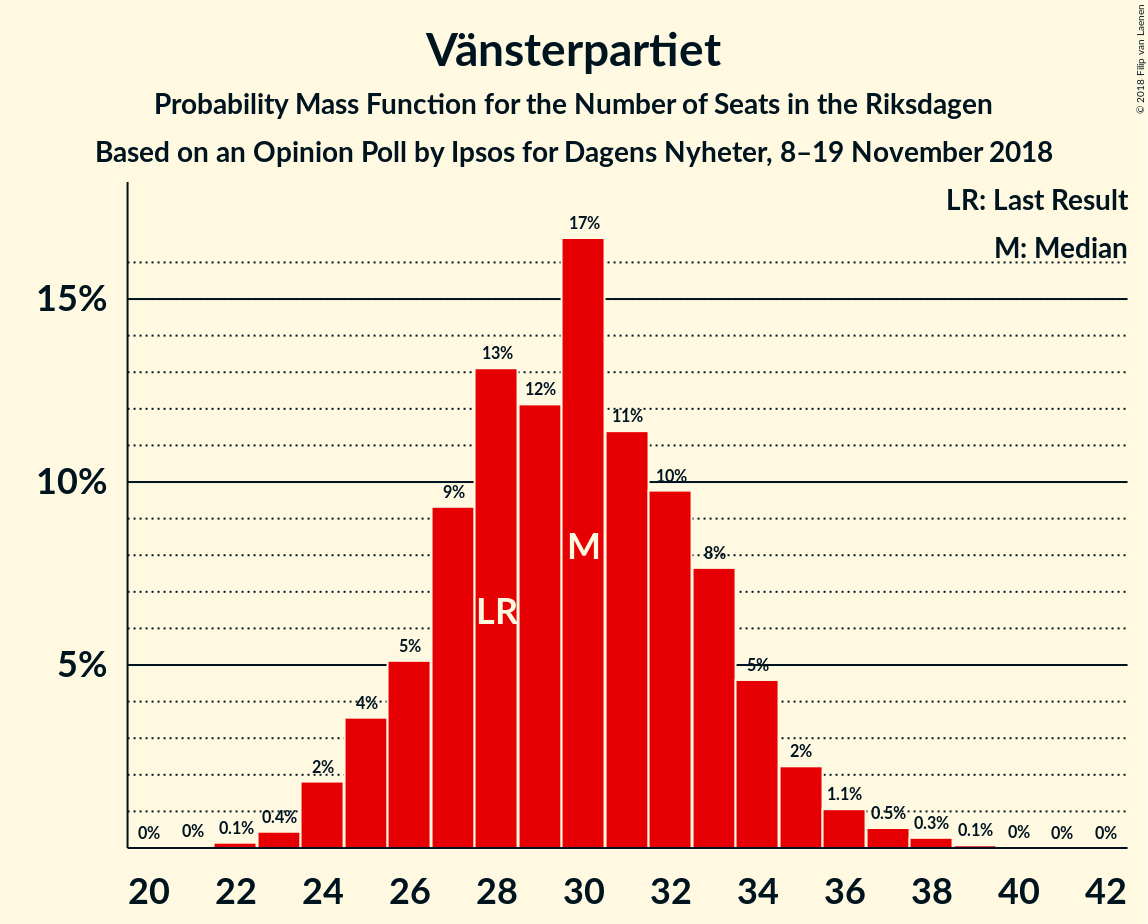 Vänsterpartiet
Probability Mass Function for the Number of Seats in the Riksdagen
Based on an Opinion Poll by Ipsos for Dagens Nyheter, 8–19 November 2018
© 2018 Filip van Laenen
LR: Last Result
M: Median
15%
10%
5%
0%
0%
0.1%
0.4%
2%
4%
5%
9%
13%
12%
17%
11%
10%
8%
5%
2%
1.1%
0.5%
0.3%
0.1%
0%
0%
0%
LR
M
20 22 24 26 28 30 32 34 36 38 40 42